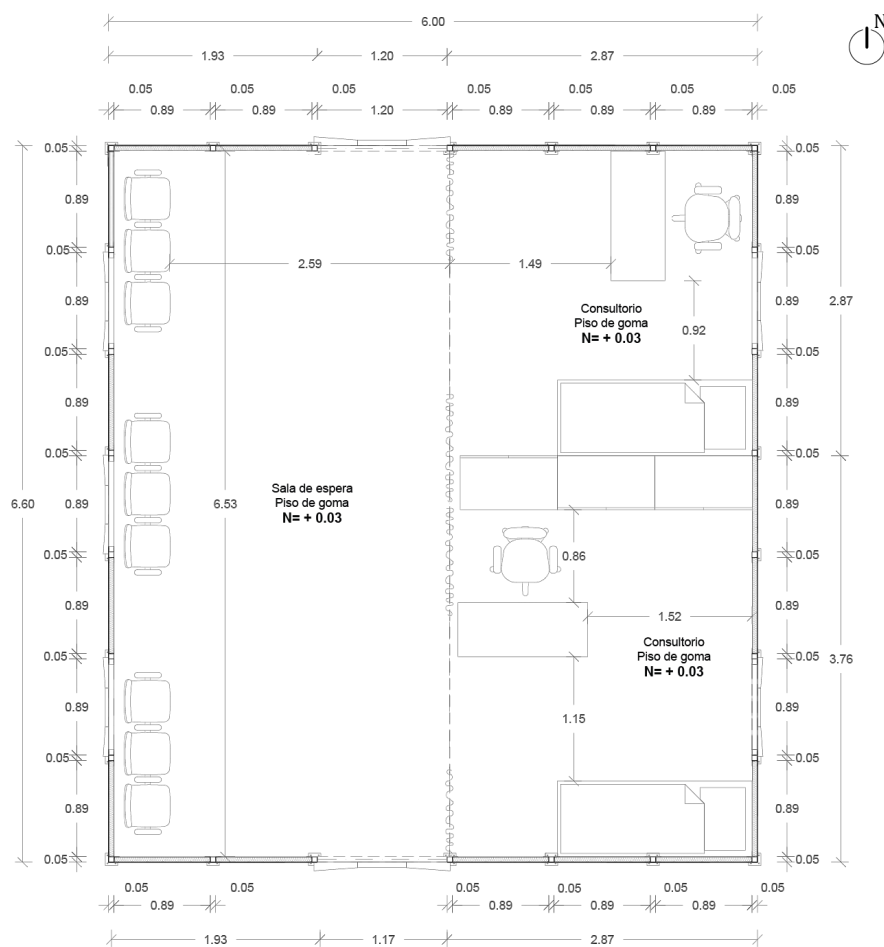 6.00
N
1.93 1.20 2.87
0.05 0.05 0.05 0.05 0.05 0.05 0.05
0.89 0.89 1.20 0.89 0.89 0.89
0.05 0.05
0.89 0.89
0.05 0.05
2.59 1.49
0.89 Consultorio 0.89 2.87
Piso de goma 0.92
N= + 0.03
0.05 0.05
0.89 0.89
0.05 0.05
6.60 0.89 6.53 Sala de espera 0.89
Piso de goma
N= + 0.03
0.05 0.86 0.05
0.89 1.52 0.89
Consultorio
0.05 Piso de goma 0.05 3.76
N= + 0.03
0.89 1.15 0.89
0.05 0.05
0.89 0.89
0.05 0.05
0.05 0.05 0.05 0.05 0.05 0.05
0.89 0.89 0.89 0.89
1.93 1.17 2.87